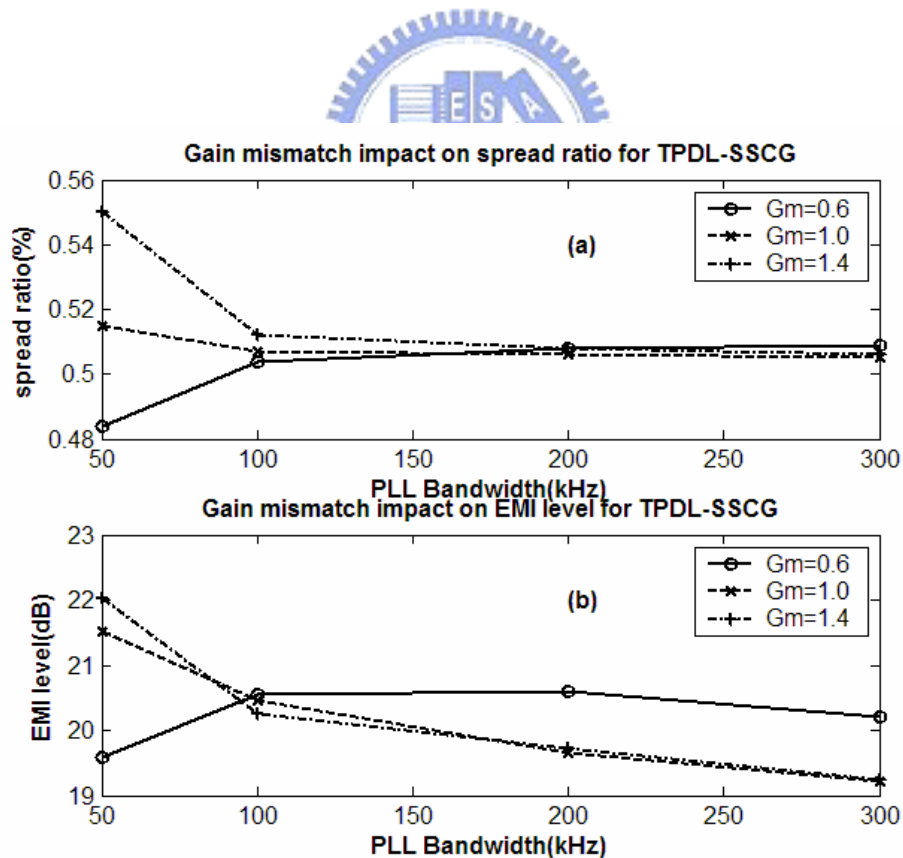 E S A
Gain mismatch impact on spread ratio for TPDL-SSCG
0.56
0.54
0.52
0.5
0.48
spread ratio(%)
(a)
Gm=0.6
Gm=1.0
Gm=1.4
50 100 150 200 250 300
PLL Bandwidth(kHz)
Gain mismatch impact on EMI level for TPDL-SSCG
23
22
21
20
19
EMI level(dB)
(b)
Gm=0.6
Gm=1.0
Gm=1.4
50 100 150 200 250 300
PLL Bandwidth(kHz)